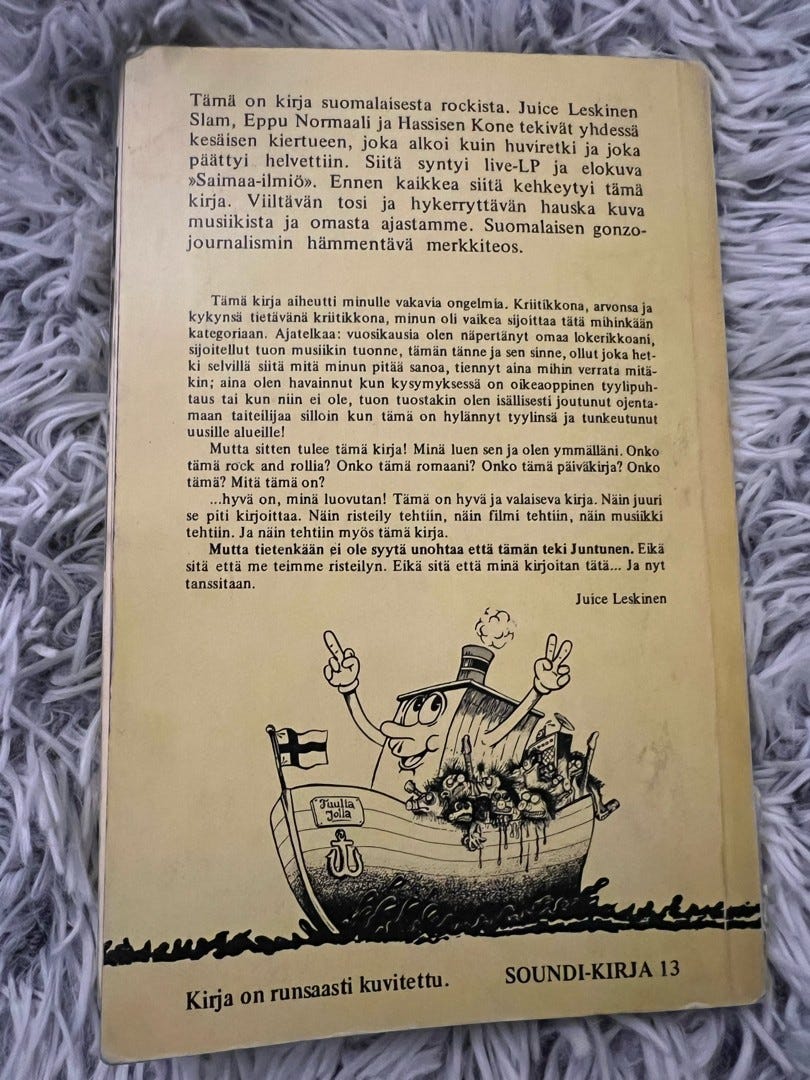 Tämä on kirja suomalaisesta rockista. Juice Leskinen
Slam, Eppu Normaali ja Hassisen Kone tekivät yhdessä
kesäisen kiertueen, joka alkoi kuin huviretki ja joka
päättyi helvettiin. Siitä syntyi live-LP ja elokuva
»Saimaa-ilmiö». Ennen kaikkea siitä kehkeytyi tämä
kirja. Viiltävän tosi ja hykerryttävän hauska kuva
musiikista ja omasta ajastamme. Suomalaisen gonzo-
journalismin hämmentävä merkkiteos.
Tämä kirja aiheutti minulle vakavia ongelmia. Kriitikkona, arvonsa ja
kykynsä tietävänä kriitikkona, minun oli vaikea sijoittaa tätä mihinkään
kategoriaan. Ajatelkaa: vuosikausia olen näpertänyt omaa lokerikkoani,
sijoitellut tuon musiikin tuonne, tämän tänne ja sen sinne, ollut joka het-
ki selvillä siitä mitä minun pitää sanoa, tiennyt aina mihin verrata mitä-
kin; aina olen havainnut kun kysymyksessä on oikeaoppinen tyylipuh-
taus tai kun niin ei ole, tuon tuostakin olen isällisesti joutunut ojenta-
maan taiteilijaa silloin kun tämä on hylännyt tyylinsä ja tunkeutunut
uusille alueille!
Mutta sitten tulee tämä kirja! Minä luen sen ja olen ymmälläni. Onko
tämä rock and rollia? Onko tämä romaani? Onko tämä päiväkirja? Onko
tämä? Mitä tämä on?
...hyvä on, minä luovutan! Tämä on hyvä ja valaiseva kirja. Näin juuri
se piti kirjoittaa. Näin risteily tehtiin, näin filmi tehtiin, näin musiikki
tehtiin. Ja näin tehtiin myös tämä kirja.
Mutta tietenkään ei ole syytä unohtaa että tämän teki Juntunen. Eikä
sitä että me teimme risteilyn. Eikä sitä että minä kirjoitan tätä... Ja nyt
tanssitaan.
Juice Leskinen
Tuulta
Jolla
Kirja on runsaasti kuvitettu.
SOUNDI-KIRJA 13